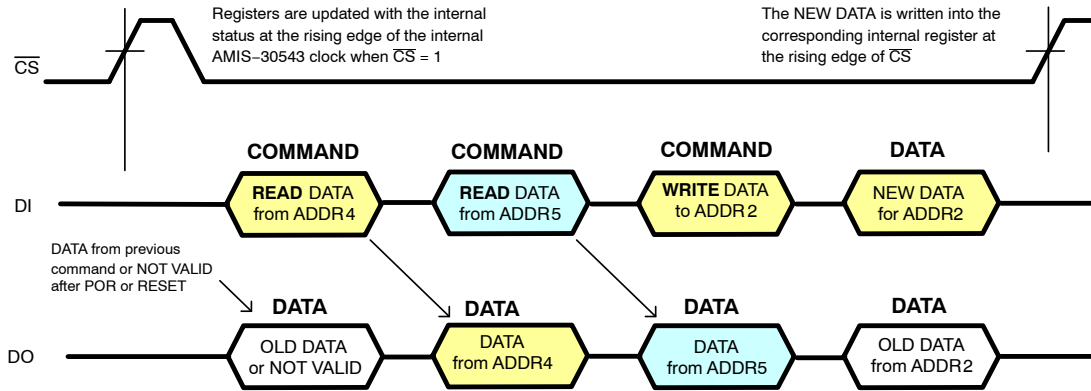 Registers are updated with the internal
status at the rising edge of the internal
AMIS−30543 clock when C̅S̅ = 1
The NEW DATA is written into the
corresponding internal register at
the rising edge of C̅S̅
C̅S̅
COMMAND
COMMAND
COMMAND
DATA
DI
READ DATA
from ADDR4
READ DATA
from ADDR5
WRITE DATA
to ADDR2
NEW DATA
for ADDR2
DATA from previous
command or NOT VALID
after POR or RESET
DATA
DATA
DATA
DATA
DO
OLD DATA
or NOT VALID
DATA
from ADDR4
DATA
from ADDR5
OLD DATA
from ADDR2